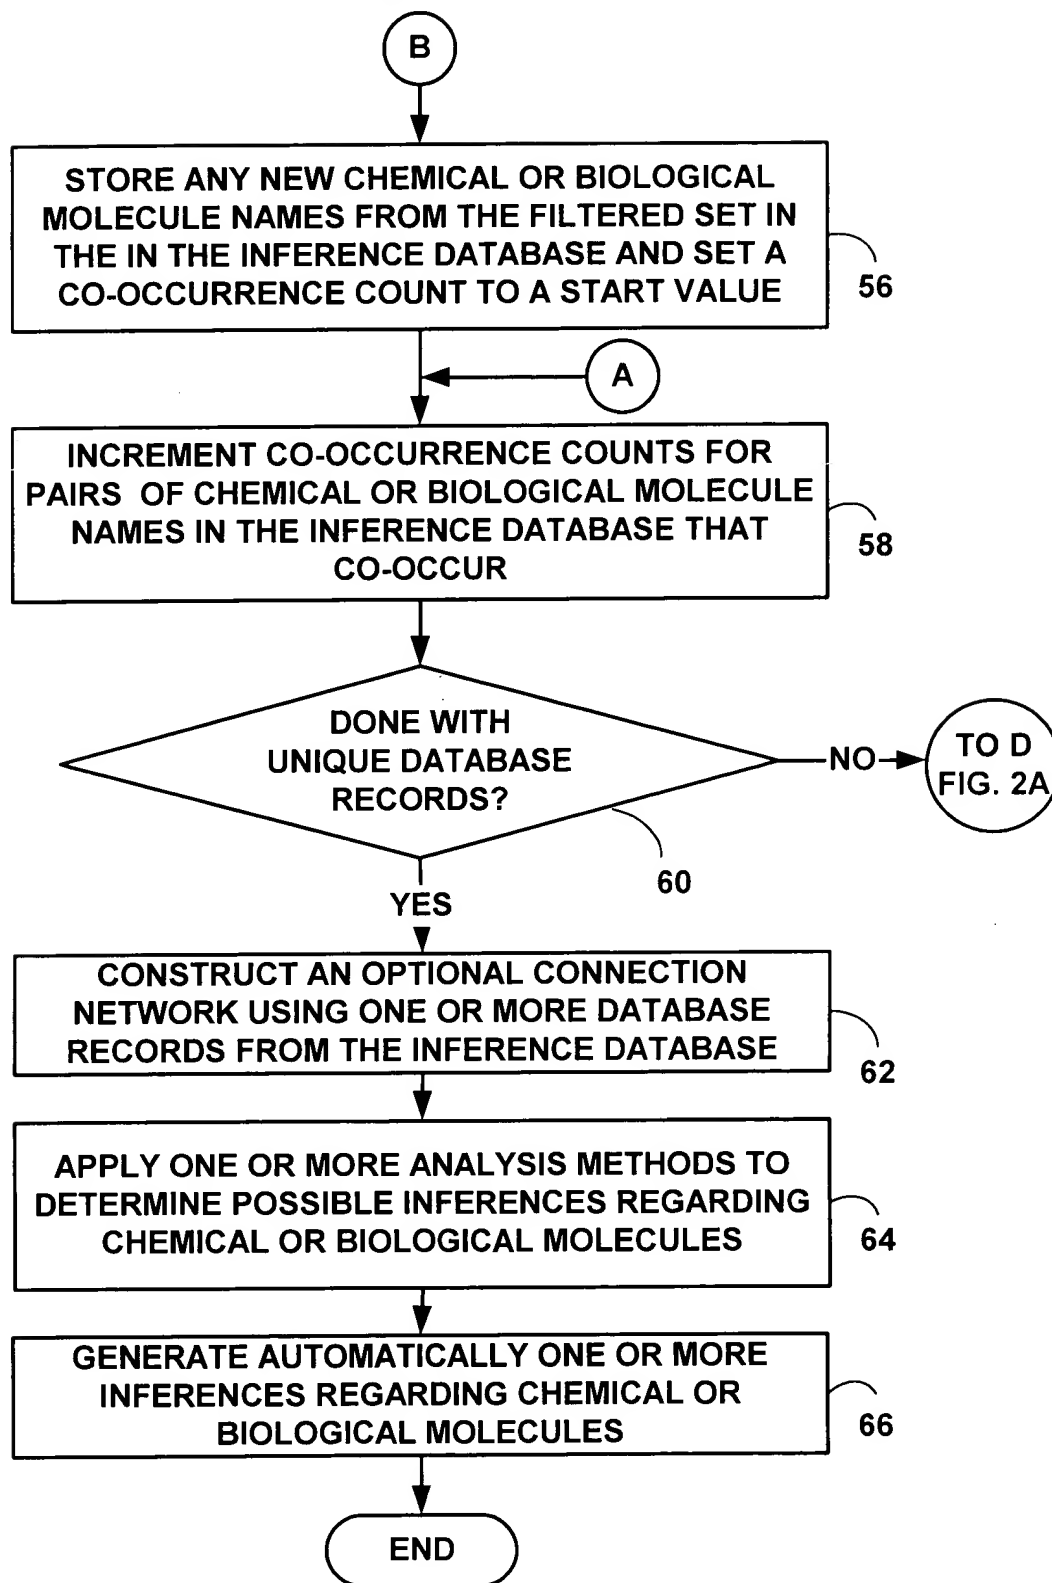 B
STORE ANY NEW CHEMICAL OR BIOLOGICAL
MOLECULE NAMES FROM THE FILTERED SET IN
THE IN THE INFERENCE DATABASE AND SET A
CO-OCCURRENCE COUNT TO A START VALUE
56
A
INCREMENT CO-OCCURRENCE COUNTS FOR
PAIRS OF CHEMICAL OR BIOLOGICAL MOLECULE
NAMES IN THE INFERENCE DATABASE THAT
CO-OCCUR
58
DONE WITH
UNIQUE DATABASE
RECORDS?
NO
TO D
FIG. 2A
60
YES
CONSTRUCT AN OPTIONAL CONNECTION
NETWORK USING ONE OR MORE DATABASE
RECORDS FROM THE INFERENCE DATABASE
62
APPLY ONE OR MORE ANALYSIS METHODS TO
DETERMINE POSSIBLE INFERENCES REGARDING
CHEMICAL OR BIOLOGICAL MOLECULES
64
GENERATE AUTOMATICALLY ONE OR MORE
INFERENCES REGARDING CHEMICAL OR
BIOLOGICAL MOLECULES
66
END